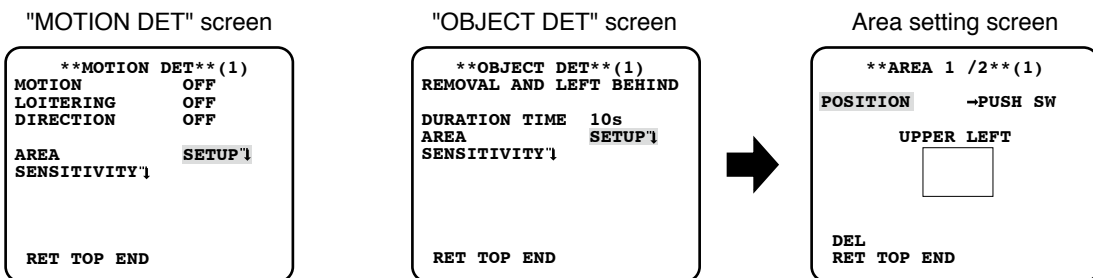 "MOTION DET" screen
**MOTION DET**(1)
MOTION OFF
LOITERING OFF
DIRECTION OFF
AREA SETUP
SENSITIVITY
RET TOP END
"OBJECT DET" screen
**OBJECT DET**(1)
REMOVAL AND LEFT BEHIND
DURATION TIME 10s
AREA SETUP
SENSITIVITY
RET TOP END
Area setting screen
**AREA 1 /2**(1)
POSITION →PUSH SW
UPPER LEFT
DEL
RET TOP END